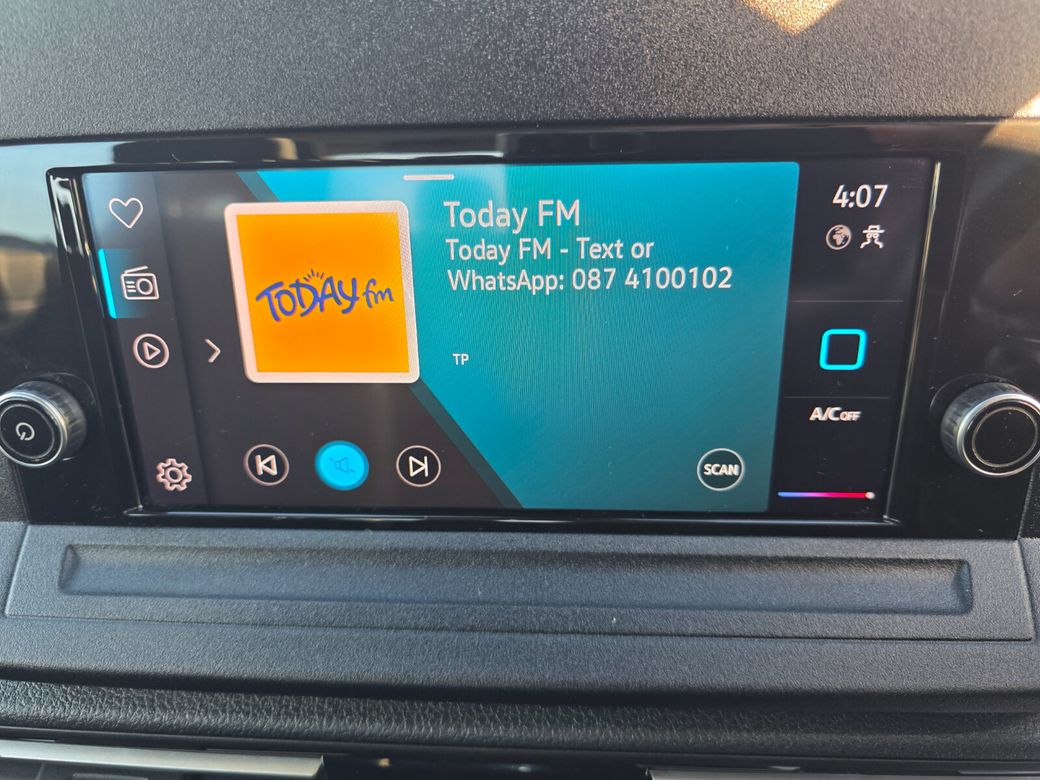 Today FM
Today FM - Text or
WhatsApp: 087 4100102
TODAY fm
TP
SCAN
4:07
A/C OFF